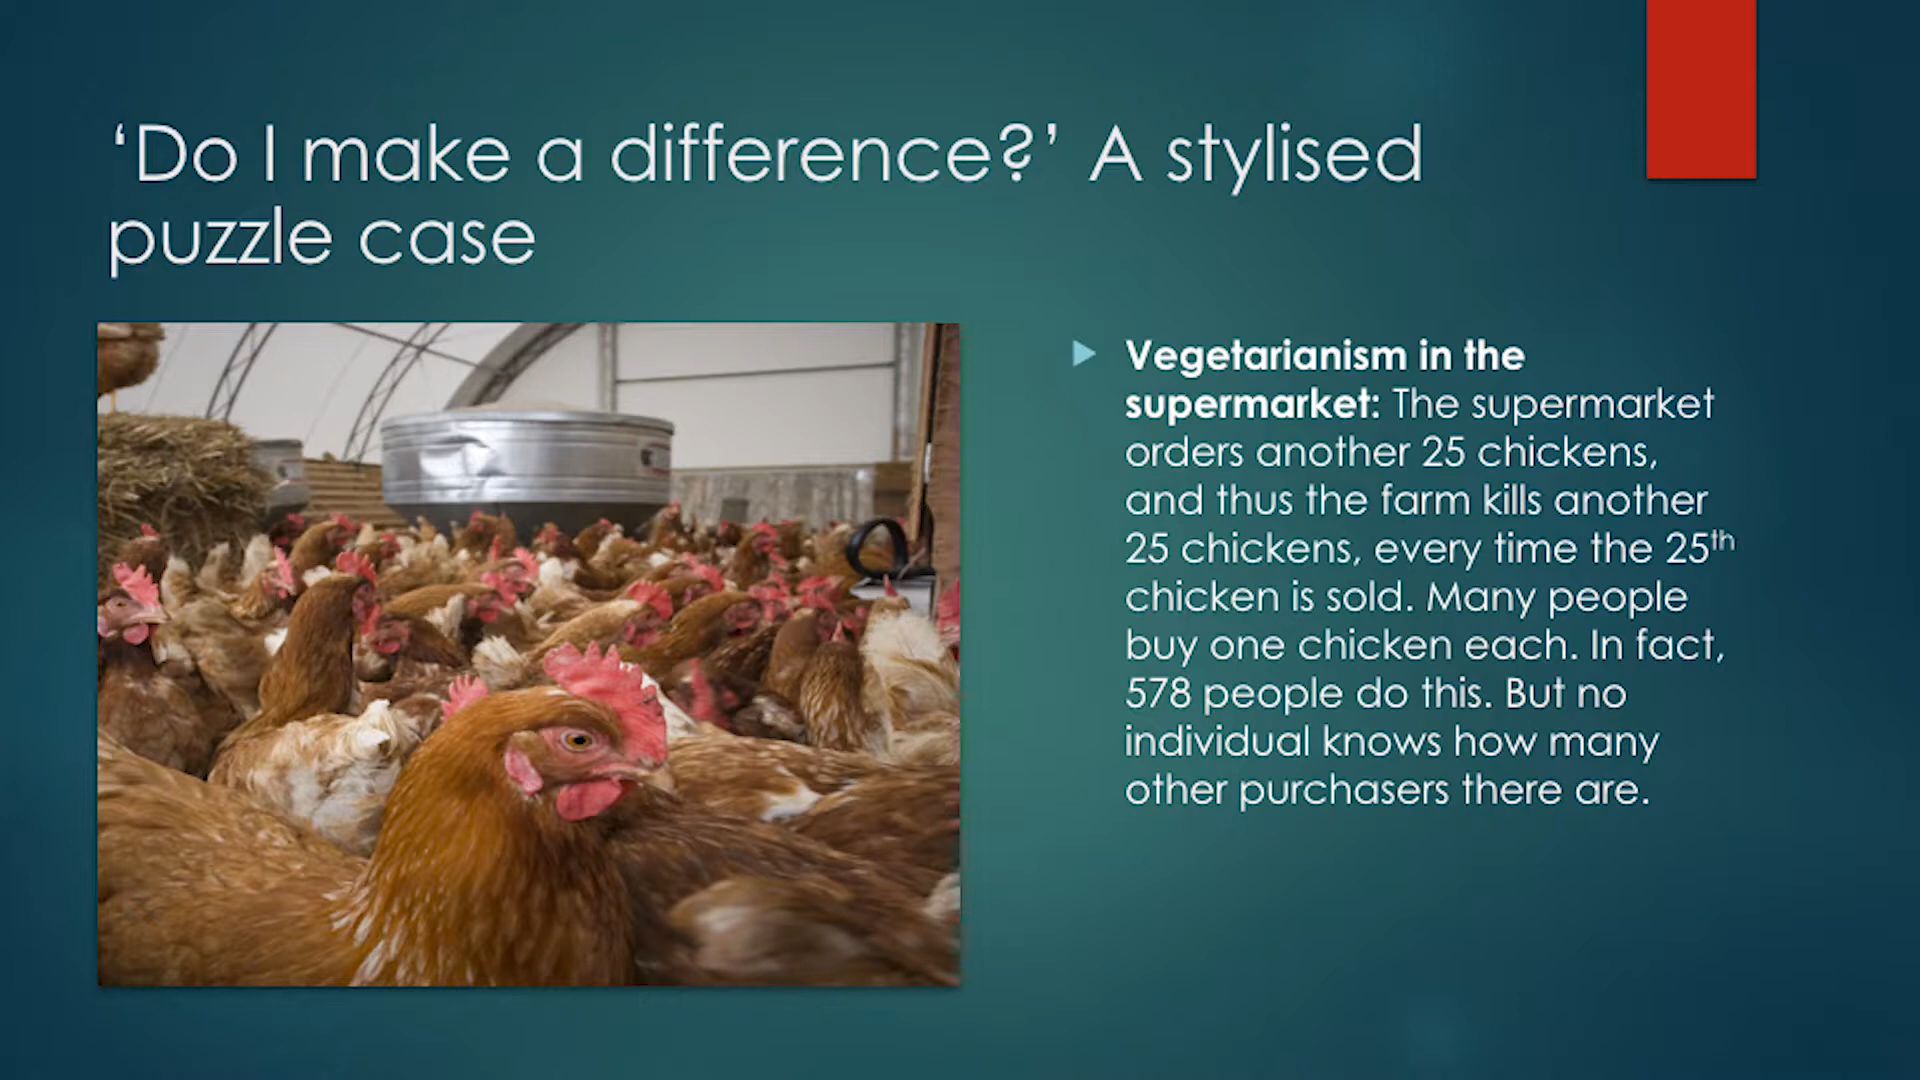 ‘Do I make a difference?’ A stylised
puzzle case
Vegetarianism in the
supermarket: The supermarket
orders another 25 chickens,
and thus the farm kills another
25 chickens, every time the 25th
chicken is sold. Many people
buy one chicken each. In fact,
578 people do this. But no
individual knows how many
other purchasers there are.